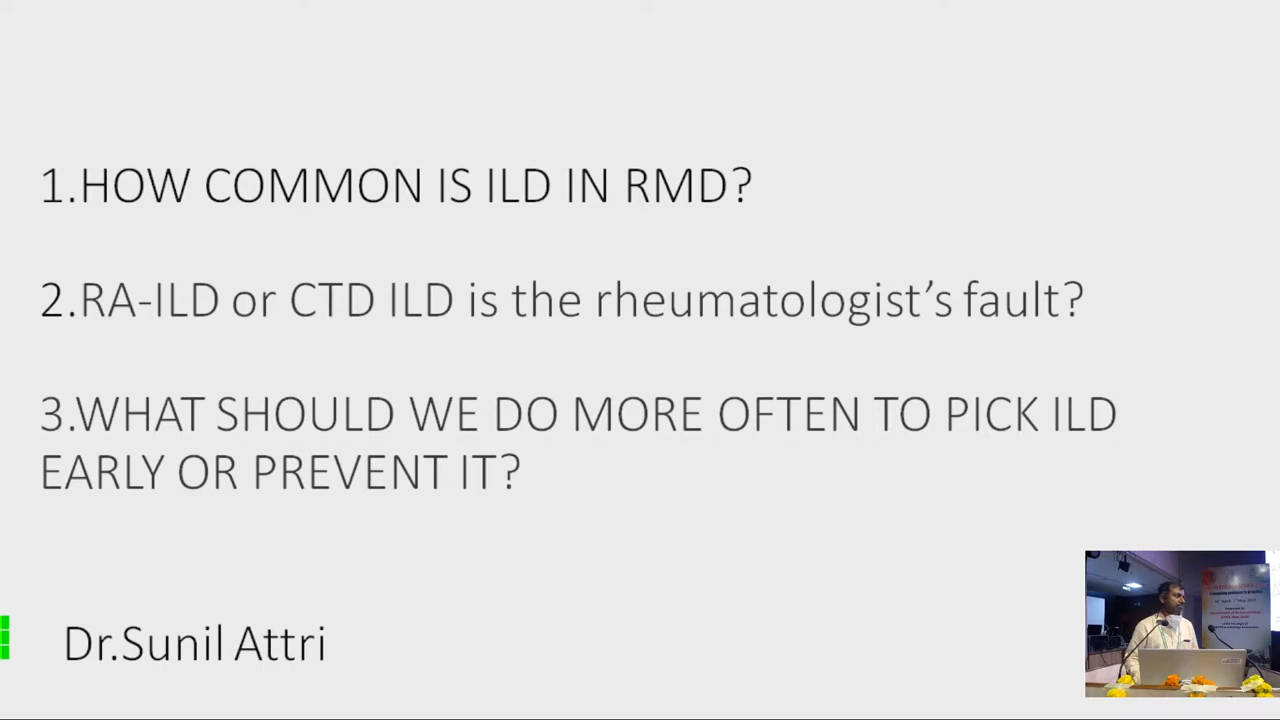 1.HOW COMMON IS ILD IN RMD?
2.RA-ILD or CTD ILD is the rheumatologist’s fault?
3.WHAT SHOULD WE DO MORE OFTEN TO PICK ILD
EARLY OR PREVENT IT?
Dr.Sunil Attri